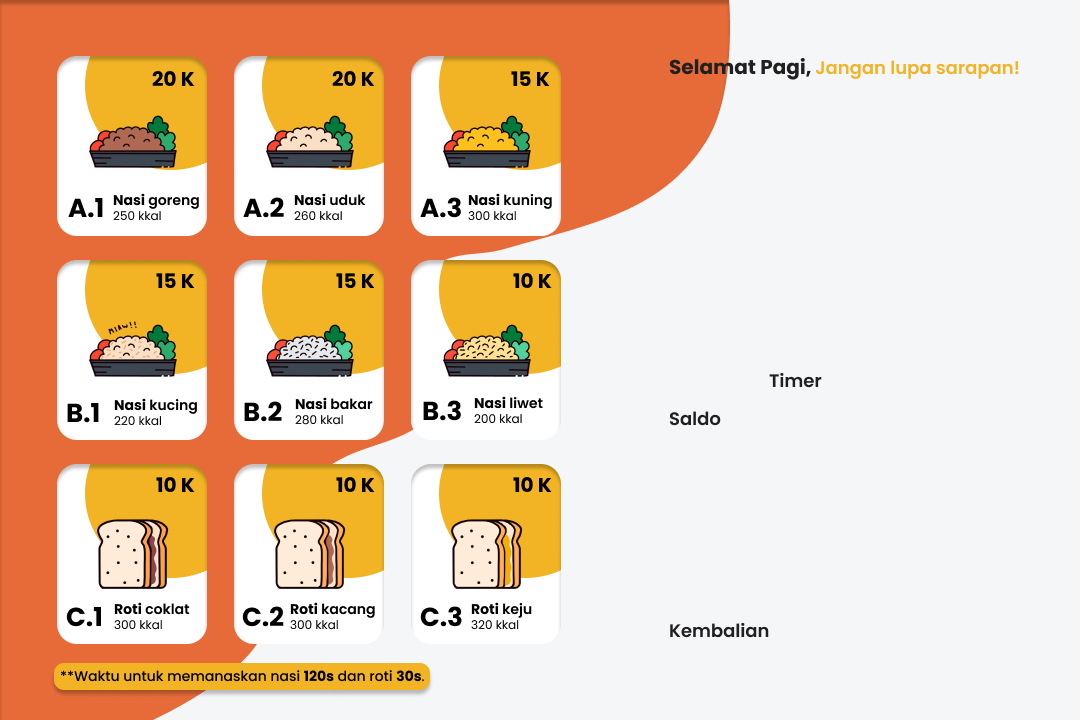 Selamat Pagi, Jangan lupa sarapan!
20 K
20 K
15 K
A.1 Nasi goreng
250 kkal
A.2 Nasi uduk
260 kkal
A.3 Nasi kuning
300 kkal
15 K
15 K
10 K
MIAW!!
B.1 Nasi kucing
220 kkal
B.2 Nasi bakar
280 kkal
B.3 Nasi liwet
200 kkal
Timer
Saldo
10 K
10 K
10 K
C.1 Roti coklat
300 kkal
C.2 Roti kacang
300 kkal
C.3 Roti keju
320 kkal
Kembalian
**Waktu untuk memanaskan nasi 120s dan roti 30s.